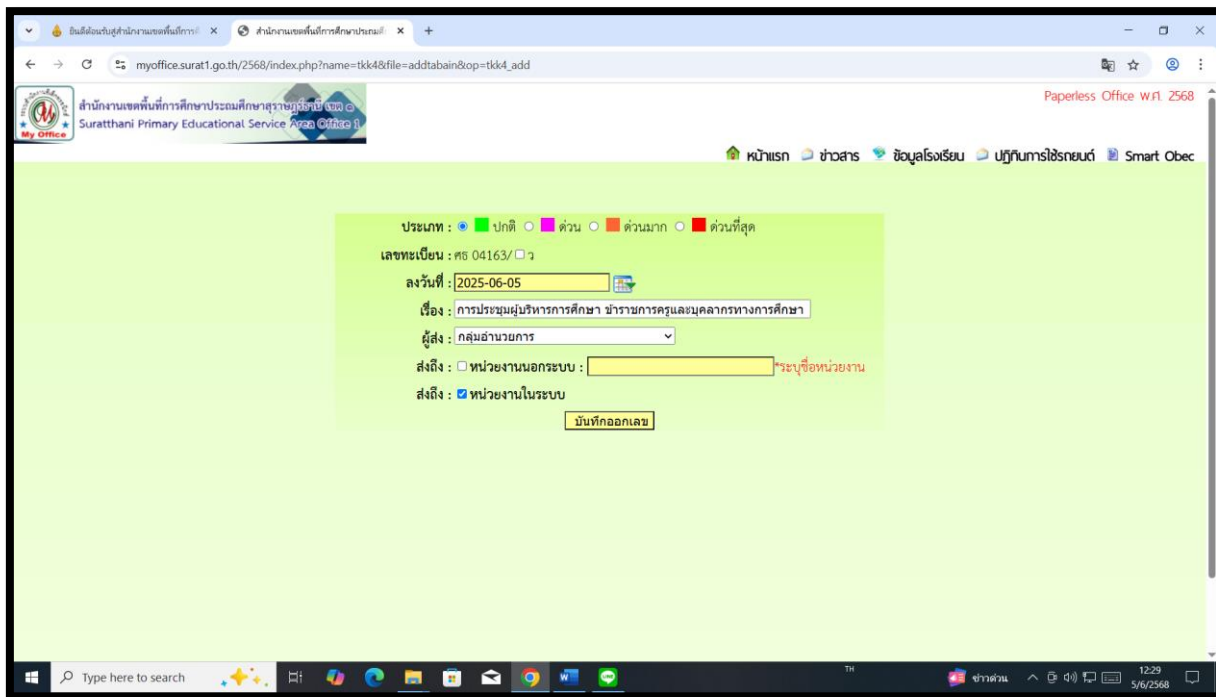 ยินดีต้อนรับสู่สำนักงานเขตพื้นที่การศึ
สำนักงานเขตพื้นที่การศึกษาประถมศึ
myoffice.surat1.go.th/2568/index.php?name=tkk4&file=addtabain&op=tkk4_add
My Office
สำนักงานเขตพื้นที่การศึกษาประถมศึกษาสุราษฎร์ธานี เขต ๑
Suratthani Primary Educational Service Area Office 1
Paperless Office พ.ศ. 2568
หน้าแรก ข่าวสาร ข้อมูลโรงเรียน ปฏิทินการใช้รถยนต์ Smart Obec
ประเภท : ปกติ ด่วน ด่วนมาก ด่วนที่สุด
เลขทะเบียน : ศธ 04163/ ว
ลงวันที่ : 2025-06-05
เรื่อง : การประชุมผู้บริหารการศึกษา ข้าราชการครูและบุคลากรทางการศึกษา
ผู้ส่ง : กลุ่มอำนวยการ
ส่งถึง : หน่วยงานนอกระบบ : *ระบุชื่อหน่วยงาน
ส่งถึง : หน่วยงานในระบบ
บันทึกออกเลข
Type here to search
TH
ข่าวด่วน
12:29
5/6/2568